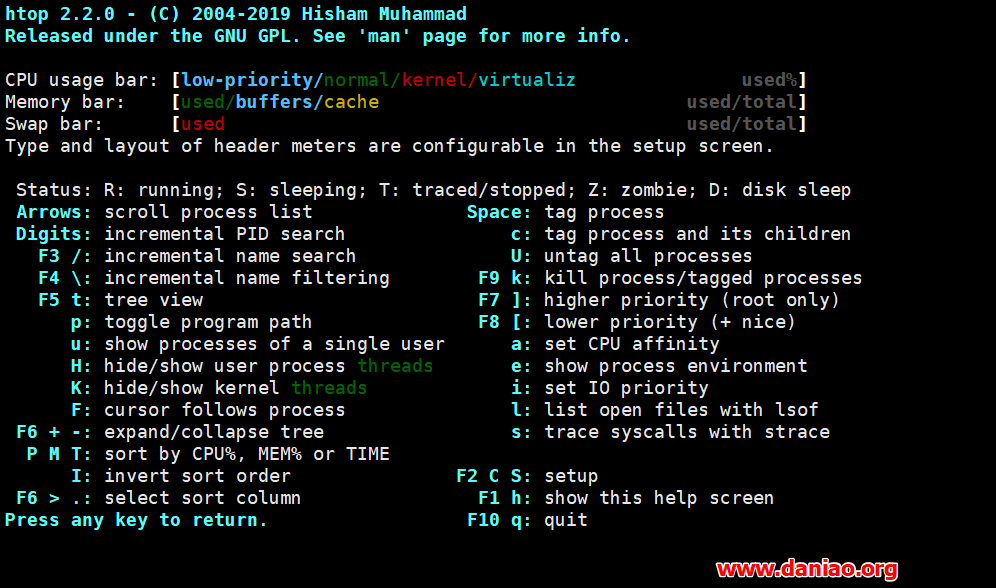 htop 2.2.0 - (C) 2004-2019 Hisham Muhammad
Released under the GNU GPL. See 'man' page for more info.
CPU usage bar: [low-priority/normal/kernel/virtualiz               used%]
Memory bar:    [used/buffers/cache                            used/total]
Swap bar:      [used                                          used/total]
Type and layout of header meters are configurable in the setup screen.
Status: R: running; S: sleeping; T: traced/stopped; Z: zombie; D: disk sleep
Arrows: scroll process list              Space: tag process
Digits: incremental PID search               c: tag process and its children
F3 /: incremental name search              U: untag all processes
F4 \: incremental name filtering        F9 k: kill process/tagged processes
F5 t: tree view                         F7 ]: higher priority (root only)
p: toggle program path               F8 [: lower priority (+ nice)
u: show processes of a single user      a: set CPU affinity
H: hide/show user process threads       e: show process environment
K: hide/show kernel threads             i: set IO priority
F: cursor follows process               l: list open files with lsof
F6 + -: expand/collapse tree                 s: trace syscalls with strace
P M T: sort by CPU%, MEM% or TIME
I: invert sort order               F2 C S: setup
F6 > .: select sort column                F1 h: show this help screen
Press any key to return.                  F10 q: quit
www.daniao.org